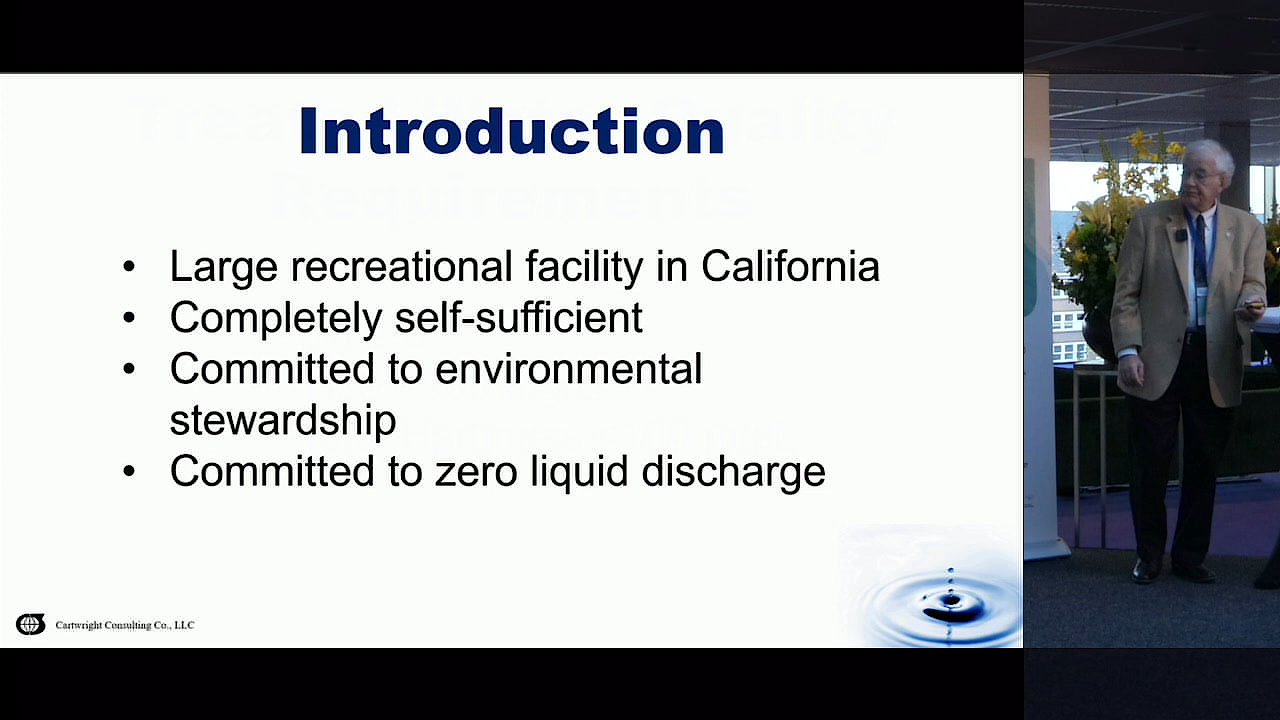 Introduction
• Large recreational facility in California
• Completely self-sufficient
• Committed to environmental
stewardship
• Committed to zero liquid discharge
Cartwright Consulting Co., LLC